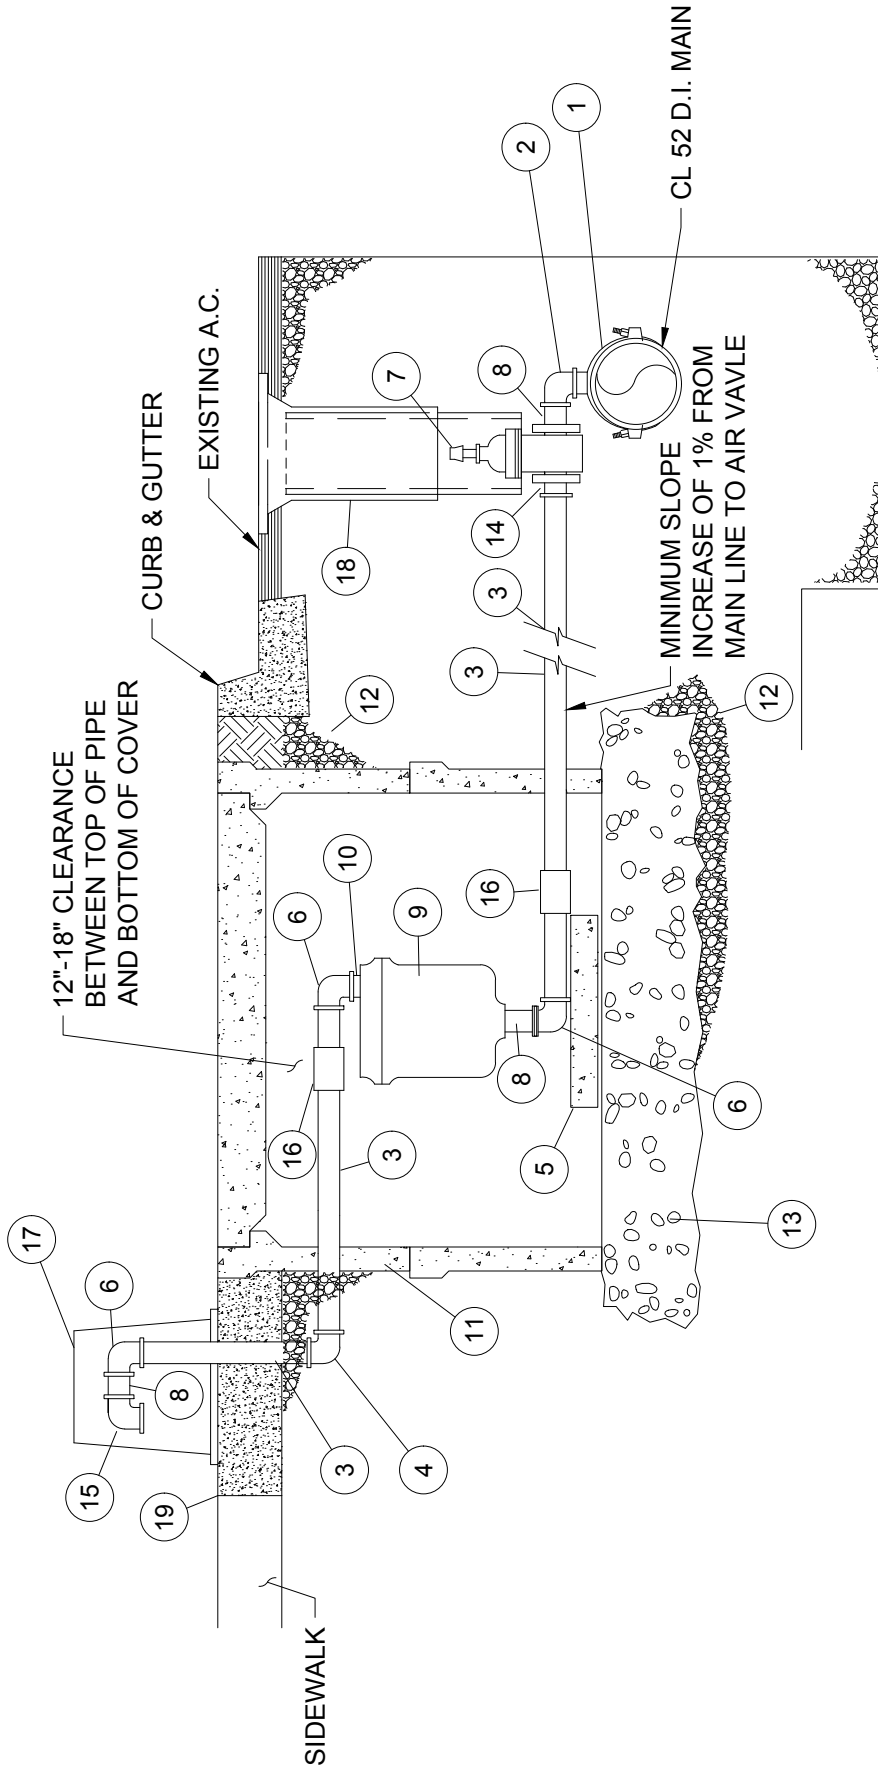 17
12"-18" CLEARANCE
BETWEEN TOP OF PIPE
AND BOTTOM OF COVER
15
6
CURB & GUTTER
19
8
EXISTING A.C.
16
6
SIDEWALK
3
10
18
12
3
7
9
4
11
3
16
14
3
8
8
2
5
1
MINIMUM SLOPE
INCREASE OF 1% FROM
MAIN LINE TO AIR VAVLE
CL 52 D.I. MAIN
6
12
13